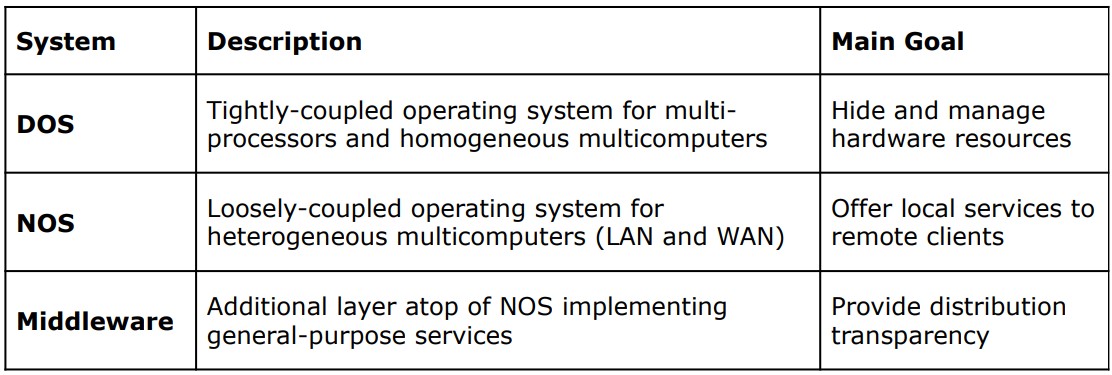 System Description Main Goal
DOS
Tightly-coupled operating system for multi-
processors and homogeneous multicomputers
Hide and manage
hardware resources
NOS
Loosely-coupled operating system for
heterogeneous multicomputers (LAN and WAN)
Offer local services to
remote clients
Middleware
Additional layer atop of NOS implementing
general-purpose services
Provide distribution
transparency